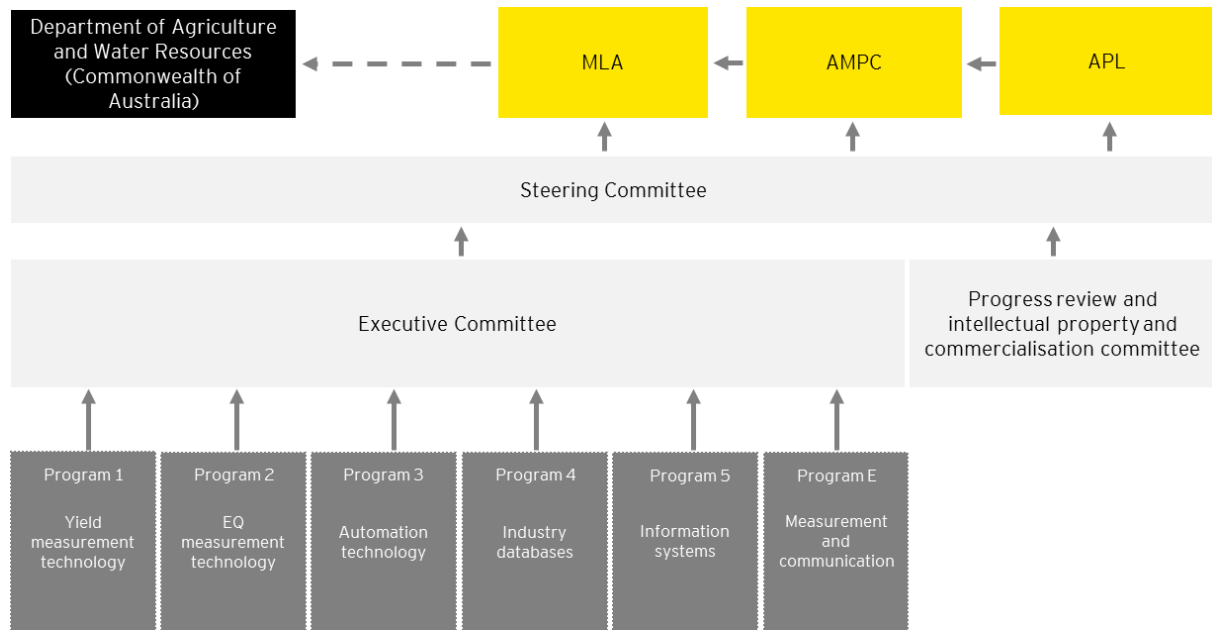 Department of Agriculture
and Water Resources
(Commonwealth of
Australia)
MLA
AMPC
APL
Steering Committee
Executive Committee
Progress review and
intellectual property and
commercialisation committee
Program 1
Yield
measurement
technology
Program 2
EQ
measurement
technology
Program 3
Automation
technology
Program 4
Industry
databases
Program 5
Information
systems
Program E
Measurement
and
communication